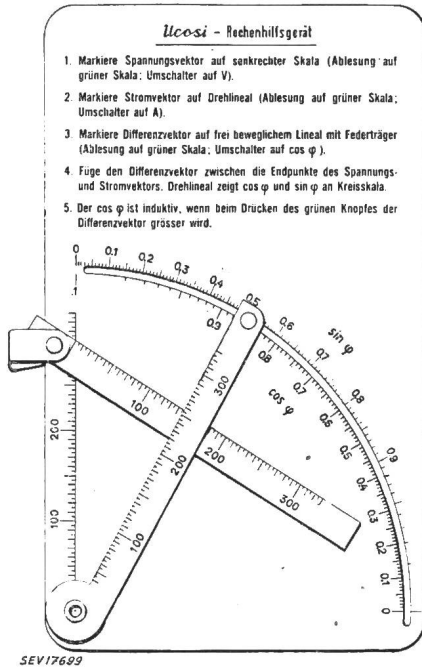 Ucosi - Rechenhilfsgerät
1. Markiere Spannungsvektor auf senkrechter Skala (Ablesung auf
grüner Skala; Umschalter auf V).
2. Markiere Stromvektor auf Drehlineal (Ablesung auf grüner Skala;
Umschalter auf A).
3. Markiere Differenzvektor auf frei beweglichem Lineal mit Federträger
(Ablesung auf grüner Skala; Umschalter auf cos φ).
4. Füge den Differenzvektor zwischen die Endpunkte des Spannungs-
und Stromvektors. Drehlineal zeigt cos φ und sin φ an Kreisskala.
5. Der cos φ ist induktiv, wenn beim Drücken des grünen Knopfes der
Differenzvektor grösser wird.
0 0.1 0.2 0.3 0.4 0.5 0.6 0.7 0.8 0.9
sin φ
.1 0.3 0.8 0.7 0.6 0.5 0.4 0.3 0.2 0.1 0
cos φ
100 200 300
100 200 300
200
100
SEV17699